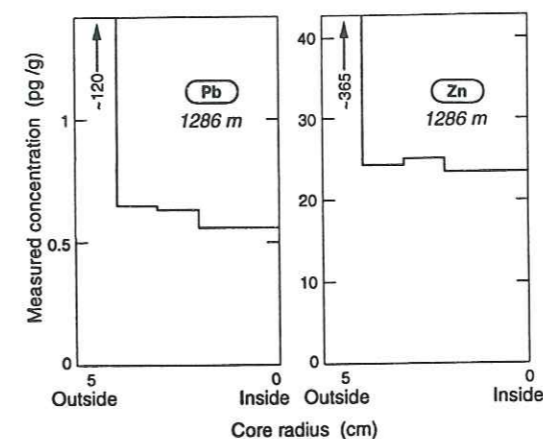 Measured concentration (pg/g)
1
0.5
0
~120
Pb
1286 m
5
0
Outside
Inside
40
30
20
10
0
~365
Zn
1286 m
5
0
Outside
Inside
Core radius (cm)